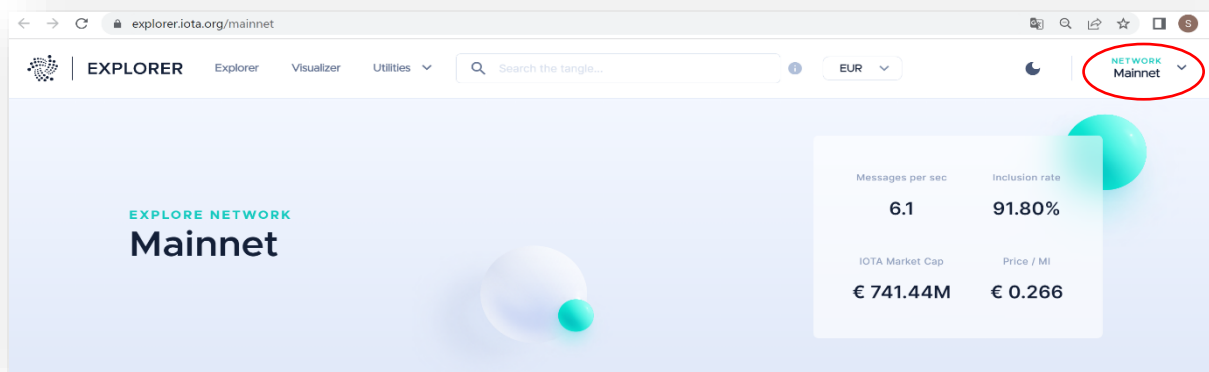 explorer.iota.org/mainnet
S
EXPLORER Explorer Visualizer Utilities Search the tangle... EUR NETWORK
Mainnet
Messages per sec Inclusion rate
6.1 91.80%
EXPLORE NETWORK
Mainnet
IOTA Market Cap Price / MI
€ 741.44M € 0.266